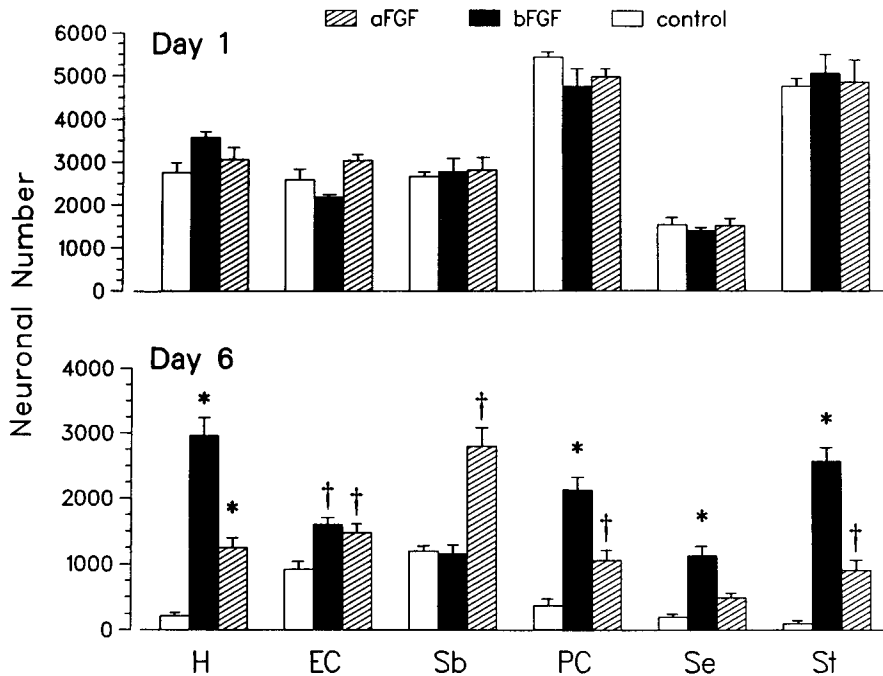 aFGF bFGF control
Day 1
6000
5000
4000
3000
2000
1000
0
Neuronal Number
Day 6
4000
3000
2000
1000
0
* * † † † * † * * †
H EC Sb PC Se St